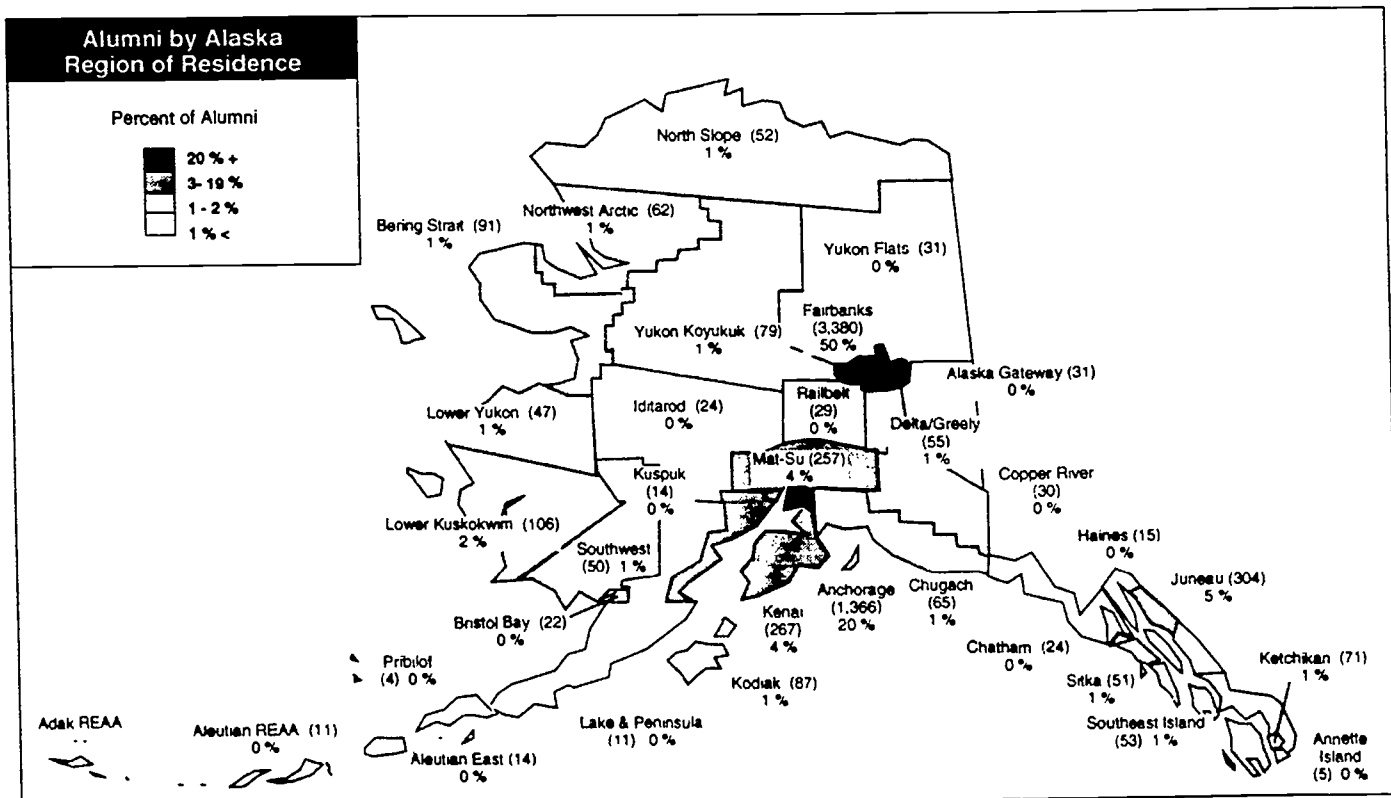 Alumni by Alaska
Region of Residence
Percent of Alumni
20 % +
3- 19 %
1 - 2 %
1 % <
North Slope (52)
1 %
Northwest Arctic (62)
1 %
Bering Strait (91)
1 %
Yukon Flats (31)
0 %
Fairbanks
(3,380)
50 %
Yukon Koyukuk (79)
1 %
Alaska Gateway (31)
0 %
Railbelt
(29)
0 %
Iditarod (24)
0 %
Lower Yukon (47)
1 %
Delta/Greely
(55)
1 %
Mat-Su (257)
4 %
Kuspuk
(14)
0 %
Copper River
(30)
0 %
Lower Kuskokwim (106)
2 %
Southwest
(50) 1 %
Haines (15)
0 %
Juneau (304)
5 %
Anchorage
(1,366)
20 %
Chugach
(65)
1 %
Kenai
(267)
4 %
Bristol Bay (22)
0 %
Chatham (24)
0 %
Pribilof
(4) 0 %
Ketchikan (71)
1 %
Kodiak (87)
1 %
Sitka (51)
1 %
Adak REAA
Aleutian REAA (11)
0 %
Lake & Peninsula
(11) 0 %
Southeast Island
(53) 1 %
Aleutian East (14)
0 %
Annette
Island
(5) 0 %